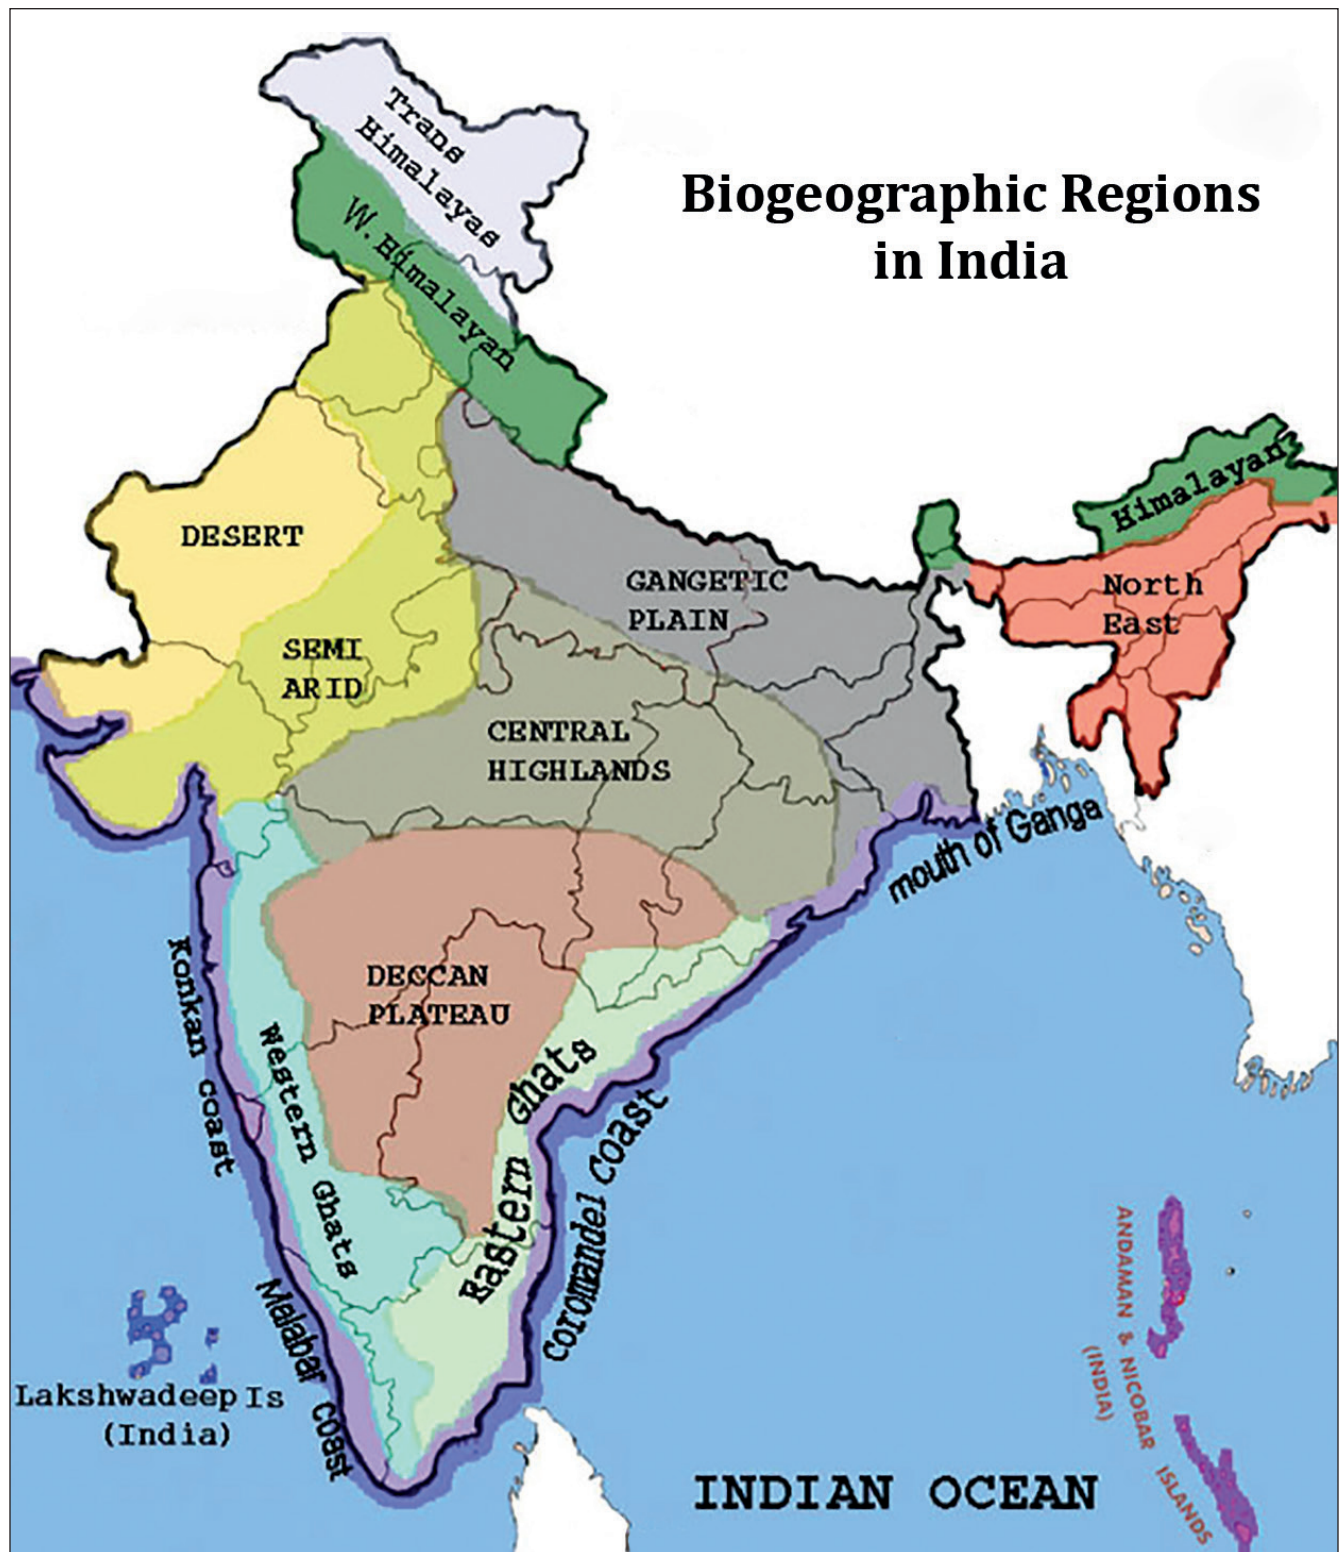 Biogeographic Regions
in India
Trans
Himalayas
W. Himalayan
Himalayan
DESERT
GANGETIC
PLAIN
North
East
SEMI
ARID
CENTRAL
HIGHLANDS
mouth of Ganga
DECCAN
PLATEAU
Konkan coast
Western Ghats
Eastern Ghats
Coromandel Coast
Malabar coast
Lakshwadeep Is
(India)
ANDAMAN & NICOBAR ISLANDS
(INDIA)
INDIAN OCEAN